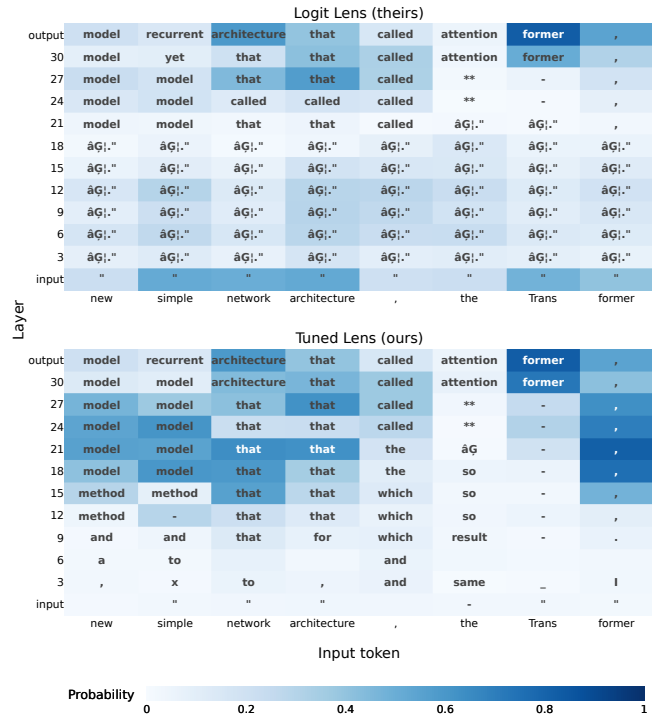 Logit Lens (theirs)
output model recurrent architecture that called attention former ,
30 model yet that that called attention former ,
27 model model that that called ** - ,
24 model model called called called ** - ,
21 model model that that called âĢ¦." âĢ¦." ,
18 âĢ¦." âĢ¦." âĢ¦." âĢ¦." âĢ¦." âĢ¦." âĢ¦." âĢ¦."
15 âĢ¦." âĢ¦." âĢ¦." âĢ¦." âĢ¦." âĢ¦." âĢ¦." âĢ¦."
12 âĢ¦." âĢ¦." âĢ¦." âĢ¦." âĢ¦." âĢ¦." âĢ¦." âĢ¦."
9 âĢ¦." âĢ¦." âĢ¦." âĢ¦." âĢ¦." âĢ¦." âĢ¦." âĢ¦."
6 âĢ¦." âĢ¦." âĢ¦." âĢ¦." âĢ¦." âĢ¦." âĢ¦." âĢ¦."
3 âĢ¦." âĢ¦." âĢ¦." âĢ¦." âĢ¦." âĢ¦." âĢ¦." âĢ¦."
input " " " " " " " "
new simple network architecture , the Trans former
Layer
Tuned Lens (ours)
output model recurrent architecture that called attention former ,
30 model model architecture that called attention former ,
27 model model that that called ** - ,
24 model model that that called ** - ,
21 model model that that the âĢ - ,
18 model model that that the so - ,
15 method method that that which so - ,
12 method - that that which so - ,
9 and and that for which result - .
6 a to and
3 , x to , and same _ I
input " " " - " "
new simple network architecture , the Trans former
Input token
Probability
0 0.2 0.4 0.6 0.8 1